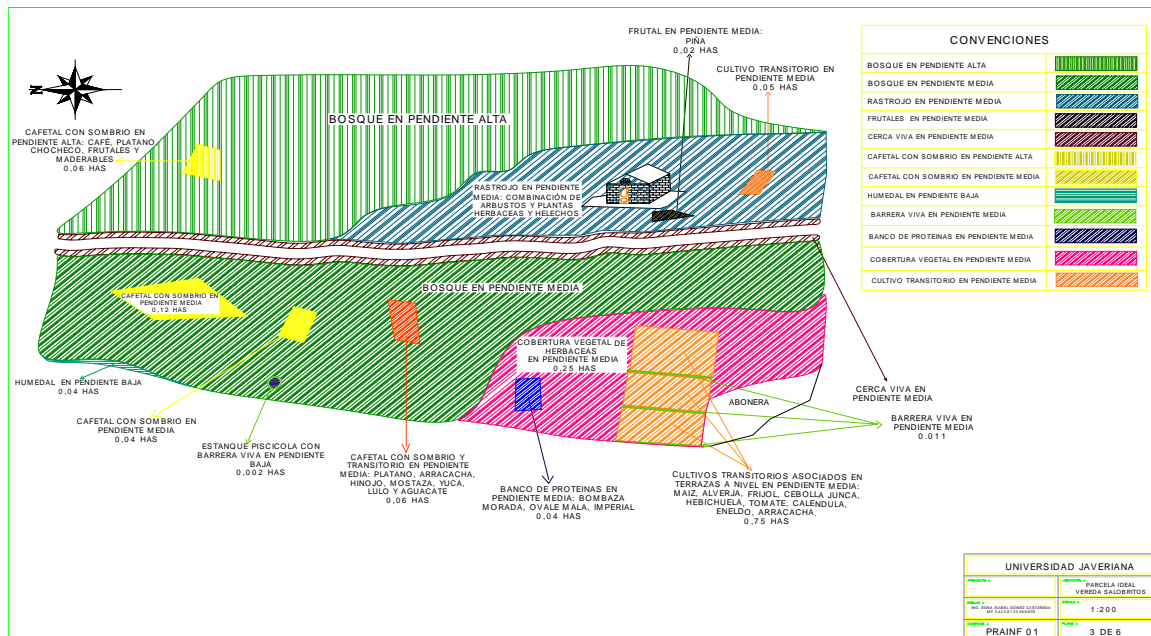 FRUTAL EN PENDIENTE MEDIA:
PIÑA
0,02 HAS
CULTIVO TRANSITORIO EN
PENDIENTE MEDIA
0,05 HAS
N
BOSQUE EN PENDIENTE ALTA
CAFETAL CON SOMBRIO EN
PENDIENTE ALTA: CAFÉ, PLATANO
CHOCHECO, FRUTALES Y
MADERABLES
0,06 HAS
RASTROJO EN PENDIENTE
MEDIA: COMBINACIÓN DE
ARBUSTOS Y PLANTAS
HERBACEAS Y HELECHOS
BOSQUE EN PENDIENTE MEDIA
CAFETAL CON SOMBRIO EN
PENDIENTE MEDIA
0,12 HAS
COBERTURA VEGETAL DE
HERBACEAS
EN PENDIENTE MEDIA
0,25 HAS
HUMEDAL EN PENDIENTE BAJA
0,04 HAS
CAFETAL CON SOMBRIO EN
PENDIENTE MEDIA
0,04 HAS
ESTANQUE PISCICOLA CON
BARRERA VIVA EN PENDIENTE
BAJA
0,002 HAS
CAFETAL CON SOMBRIO Y
TRANSITORIO EN PENDIENTE
MEDIA: PLATANO, ARRACACHA,
HINOJO, MOSTAZA, YUCA,
LULO Y AGUACATE
0,06 HAS
BANCO DE PROTEINAS EN
PENDIENTE MEDIA: BOMBAZA
MORADA, OVALE MALA, IMPERIAL
0,04 HAS
CULTIVOS TRANSITORIOS ASOCIADOS EN
TERRAZAS A NIVEL EN PENDIENTE MEDIA:
MAIZ, ALVERJA, FRIJOL, CEBOLLA JUNCA,
HEBICHUELA, TOMATE, CALENDULA,
ENELDO, ARRACACHA,
0,75 HAS
ABONERA
CERCA VIVA EN
PENDIENTE MEDIA
BARRERA VIVA EN
PENDIENTE MEDIA
0.011
CONVENCIONES
BOSQUE EN PENDIENTE ALTA
BOSQUE EN PENDIENTE MEDIA
RASTROJO EN PENDIENTE MEDIA
FRUTALES EN PENDIENTE MEDIA
CERCA VIVA EN PENDIENTE MEDIA
CAFETAL CON SOMBRIO EN PENDIENTE ALTA
CAFETAL CON SOMBRIO EN PENDIENTE MEDIA
HUMEDAL EN PENDIENTE BAJA
BARRERA VIVA EN PENDIENTE MEDIA
BANCO DE PROTEINAS EN PENDIENTE MEDIA
COBERTURA VEGETAL EN PENDIENTE MEDIA
CULTIVO TRANSITORIO EN PENDIENTE MEDIA
UNIVERSIDAD JAVERIANA
PARCELA IDEAL
VEREDA SALOBRITOS
1:200
PRAINF 01
3 DE 6